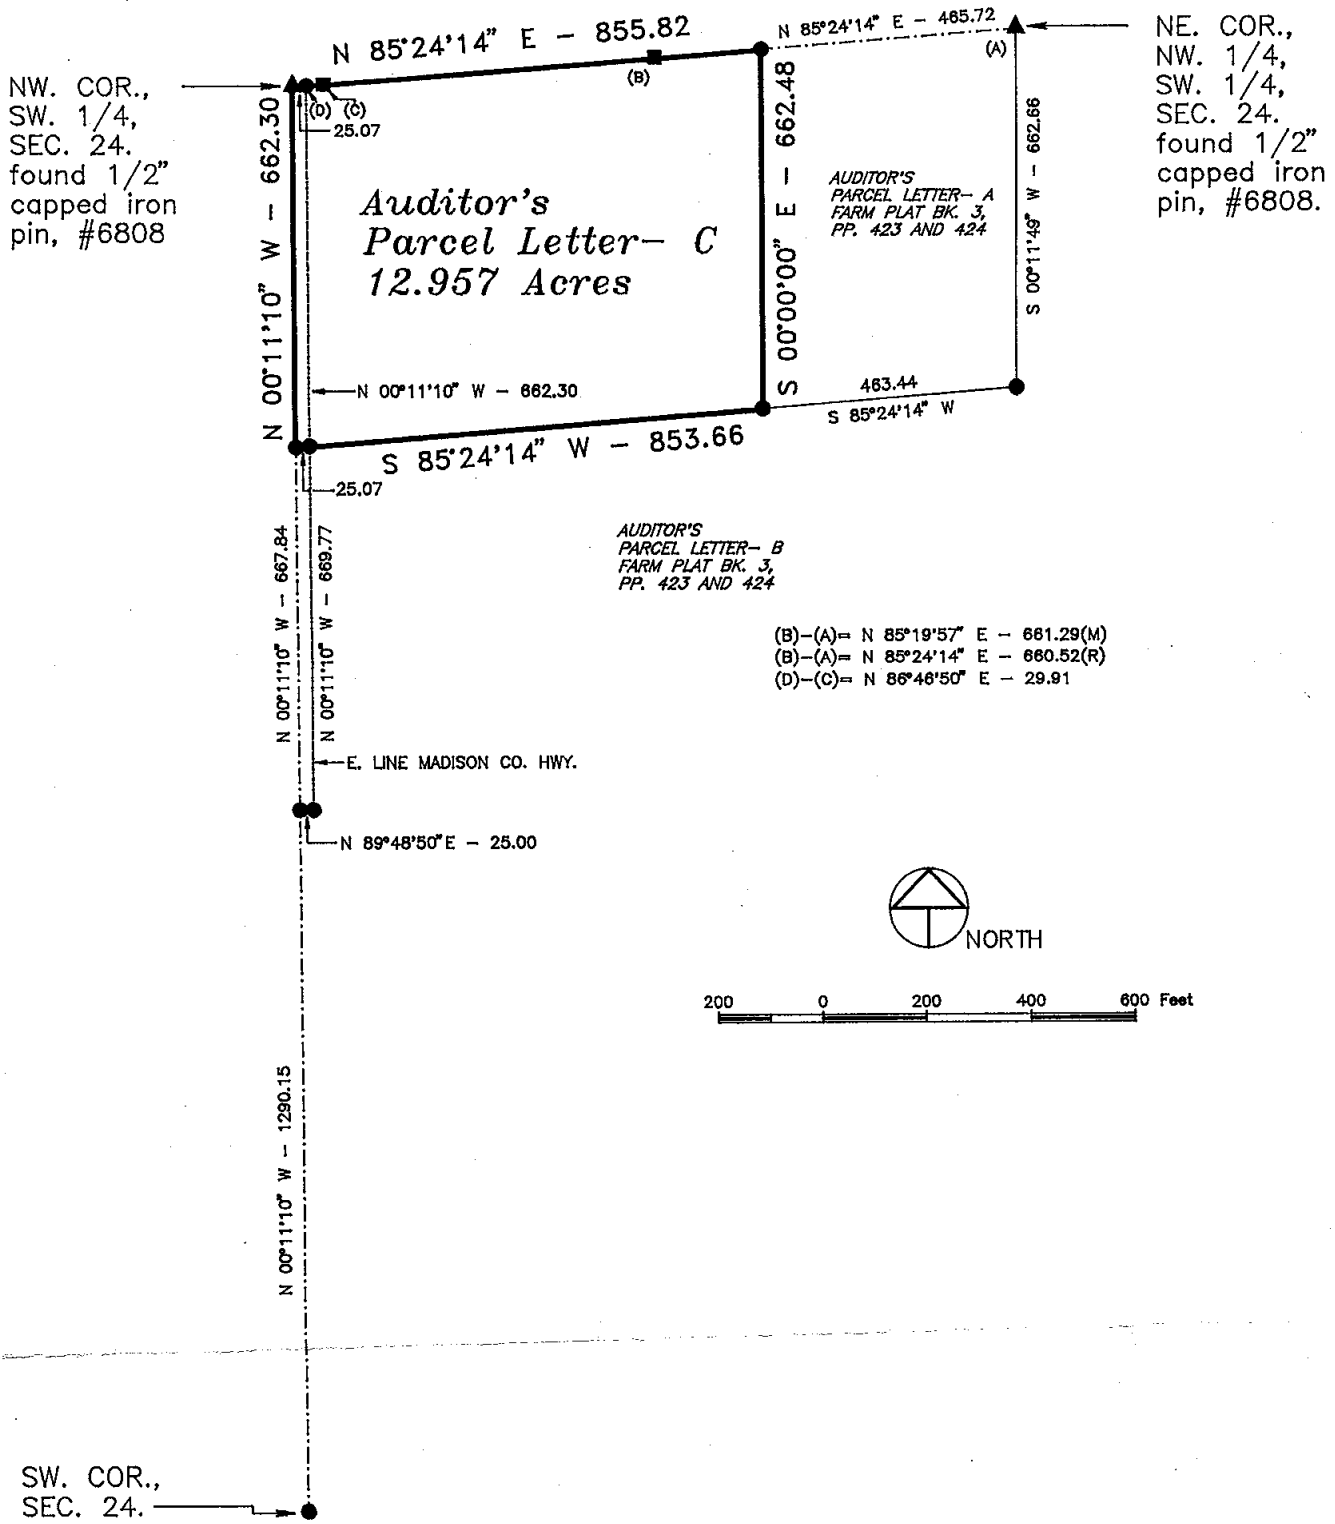 N 85°24'14" E - 855.82
N 85°24'14" E - 465.72
(A)
(B)
(D) (C)
25.07
NW. COR.,
SW. 1/4,
SEC. 24.
found 1/2"
capped iron
pin, #6808
NE. COR.,
NW. 1/4,
SW. 1/4,
SEC. 24.
found 1/2"
capped iron
pin, #6808.
N 00°11'10" W - 662.30
Auditor's
Parcel Letter- C
12.957 Acres
S 00°00'00" E - 662.48
AUDITOR'S
PARCEL LETTER- A
FARM PLAT BK. 3,
PP. 423 AND 424
S 00°11'49" W - 662.66
N 00°11'10" W - 662.30
463.44
S 85°24'14" W
S 85°24'14" W - 853.66
25.07
N 00°11'10" W - 667.84
N 00°11'10" W - 669.77
AUDITOR'S
PARCEL LETTER- B
FARM PLAT BK. 3,
PP. 423 AND 424
(B)-(A)= N 85°19'57" E - 661.29(M)
(B)-(A)= N 85°24'14" E - 660.52(R)
(D)-(C)= N 86°46'50" E - 29.91
E. LINE MADISON CO. HWY.
N 89°48'50"E - 25.00
NORTH
200 0 200 400 600 Feet
N 00°11'10" W - 1290.15
SW. COR.,
SEC. 24.